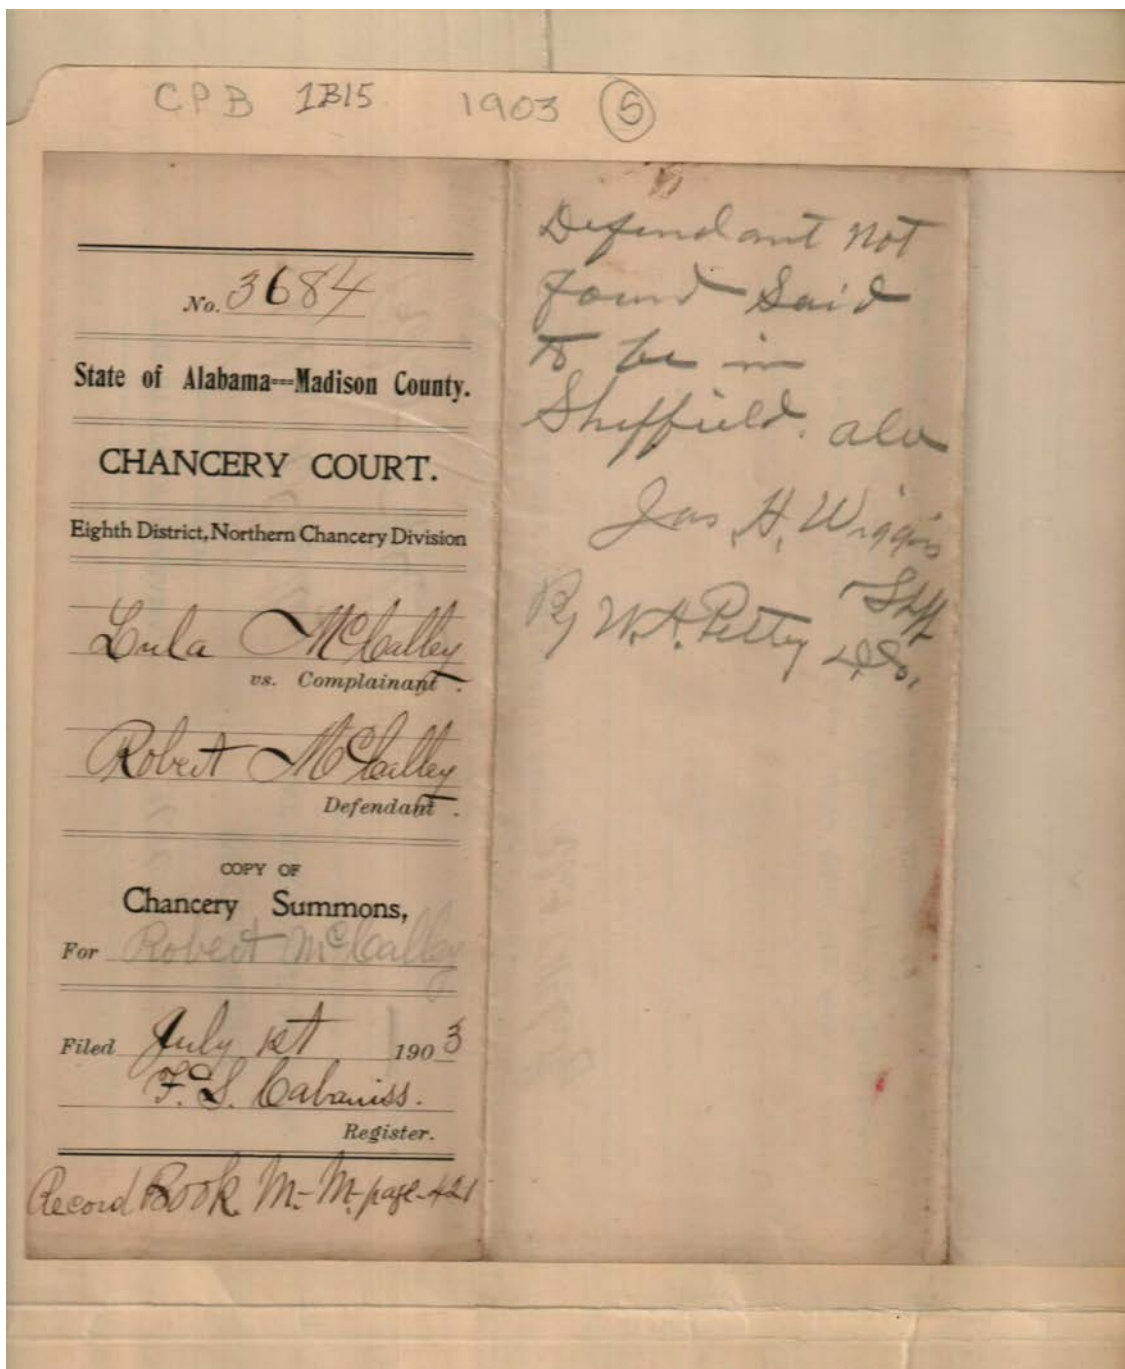 CPB 1B15 1903 5
No. 3684
State of Alabama--Madison County.
CHANCERY COURT.
Eighth District, Northern Chancery Division
Lula McCalley
vs. Complainant.
Robert McCalley
Defendant.
COPY OF
Chancery Summons,
For Robert McCalley
Filed July 1st 1903
F. S. Cabaniss.
Register.
Record Book M-M-page-421
Defendant not
found Said
to be in
Sheffield. ala
Jas, H, Wiggins
Shff
By W. A. Petty D.S.